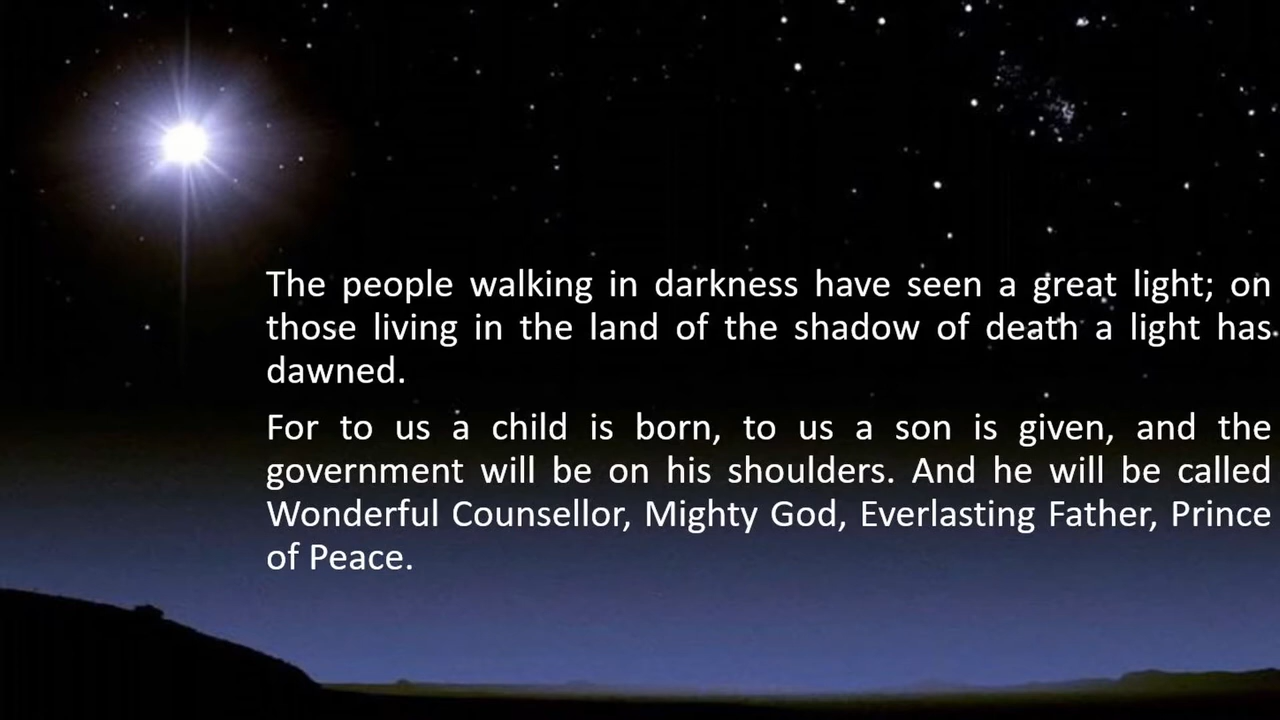 The people walking in darkness have seen a great light; on
those living in the land of the shadow of death a light has
dawned.
For to us a child is born, to us a son is given, and the
government will be on his shoulders. And he will be called
Wonderful Counsellor, Mighty God, Everlasting Father, Prince
of Peace.